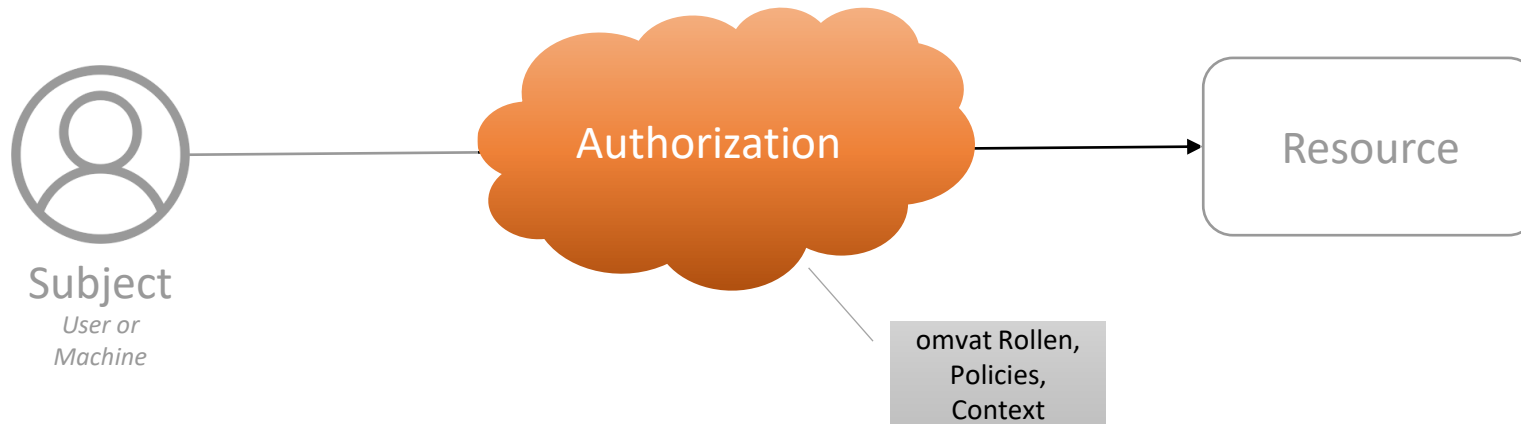 Authorization
Resource
Subject
User or
Machine
omvat Rollen,
Policies,
Context